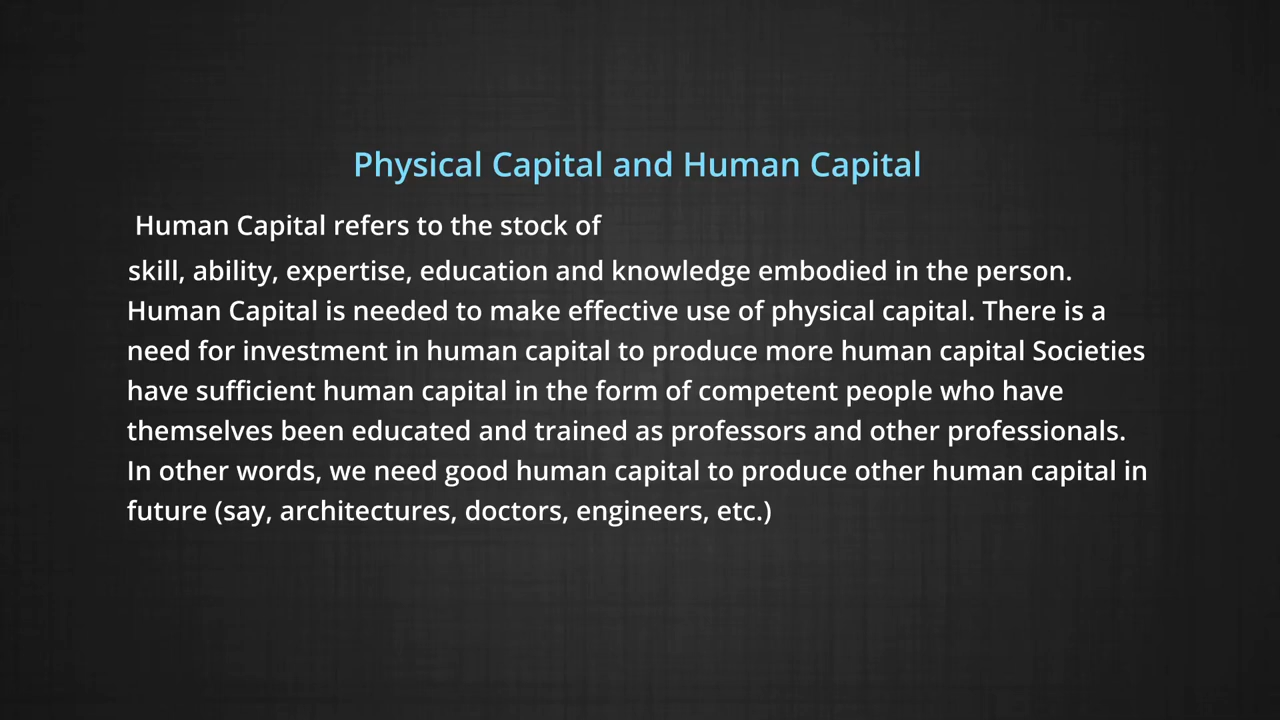 Physical Capital and Human Capital
Human Capital refers to the stock of
skill, ability, expertise, education and knowledge embodied in the person.
Human Capital is needed to make effective use of physical capital. There is a
need for investment in human capital to produce more human capital Societies
have sufficient human capital in the form of competent people who have
themselves been educated and trained as professors and other professionals.
In other words, we need good human capital to produce other human capital in
future (say, architectures, doctors, engineers, etc.)